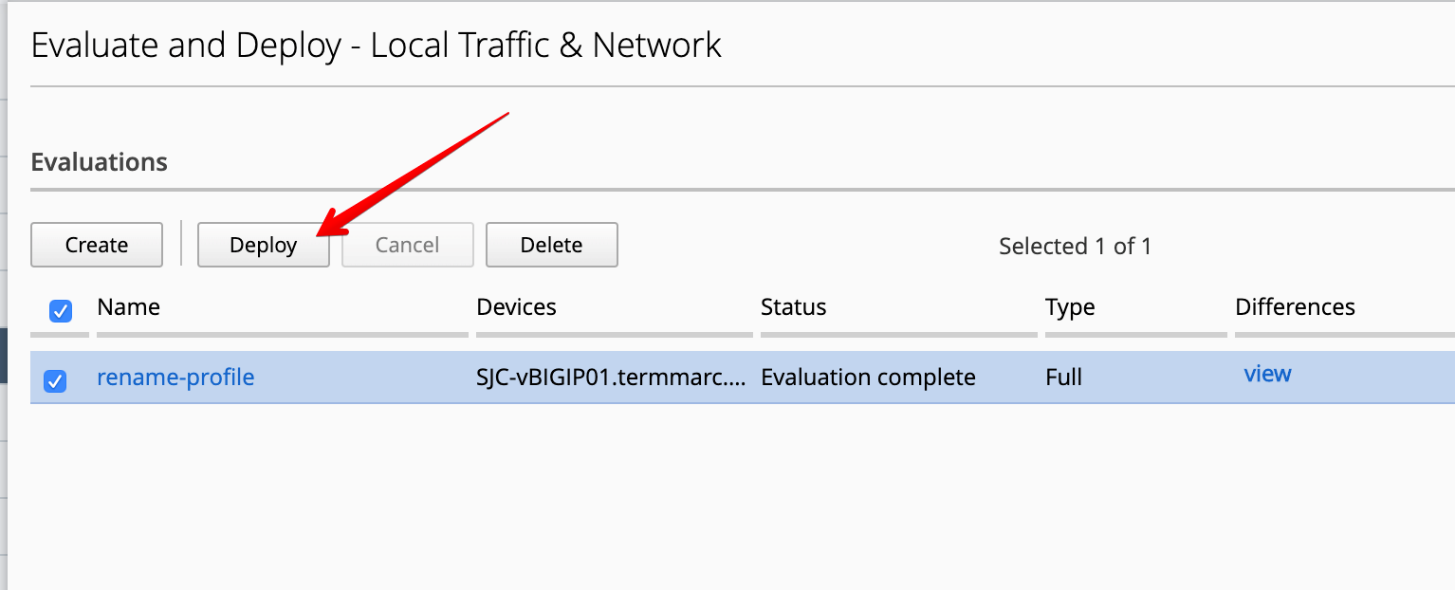 Evaluate and Deploy - Local Traffic & Network
Evaluations
Create Deploy Cancel Delete Selected 1 of 1
Name Devices Status Type Differences
rename-profile SJC-vBIGIP01.termmarc.... Evaluation complete Full view